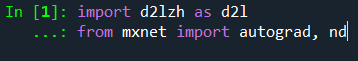 In [1]: import d2lzh as d2l
...: from mxnet import autograd, nd